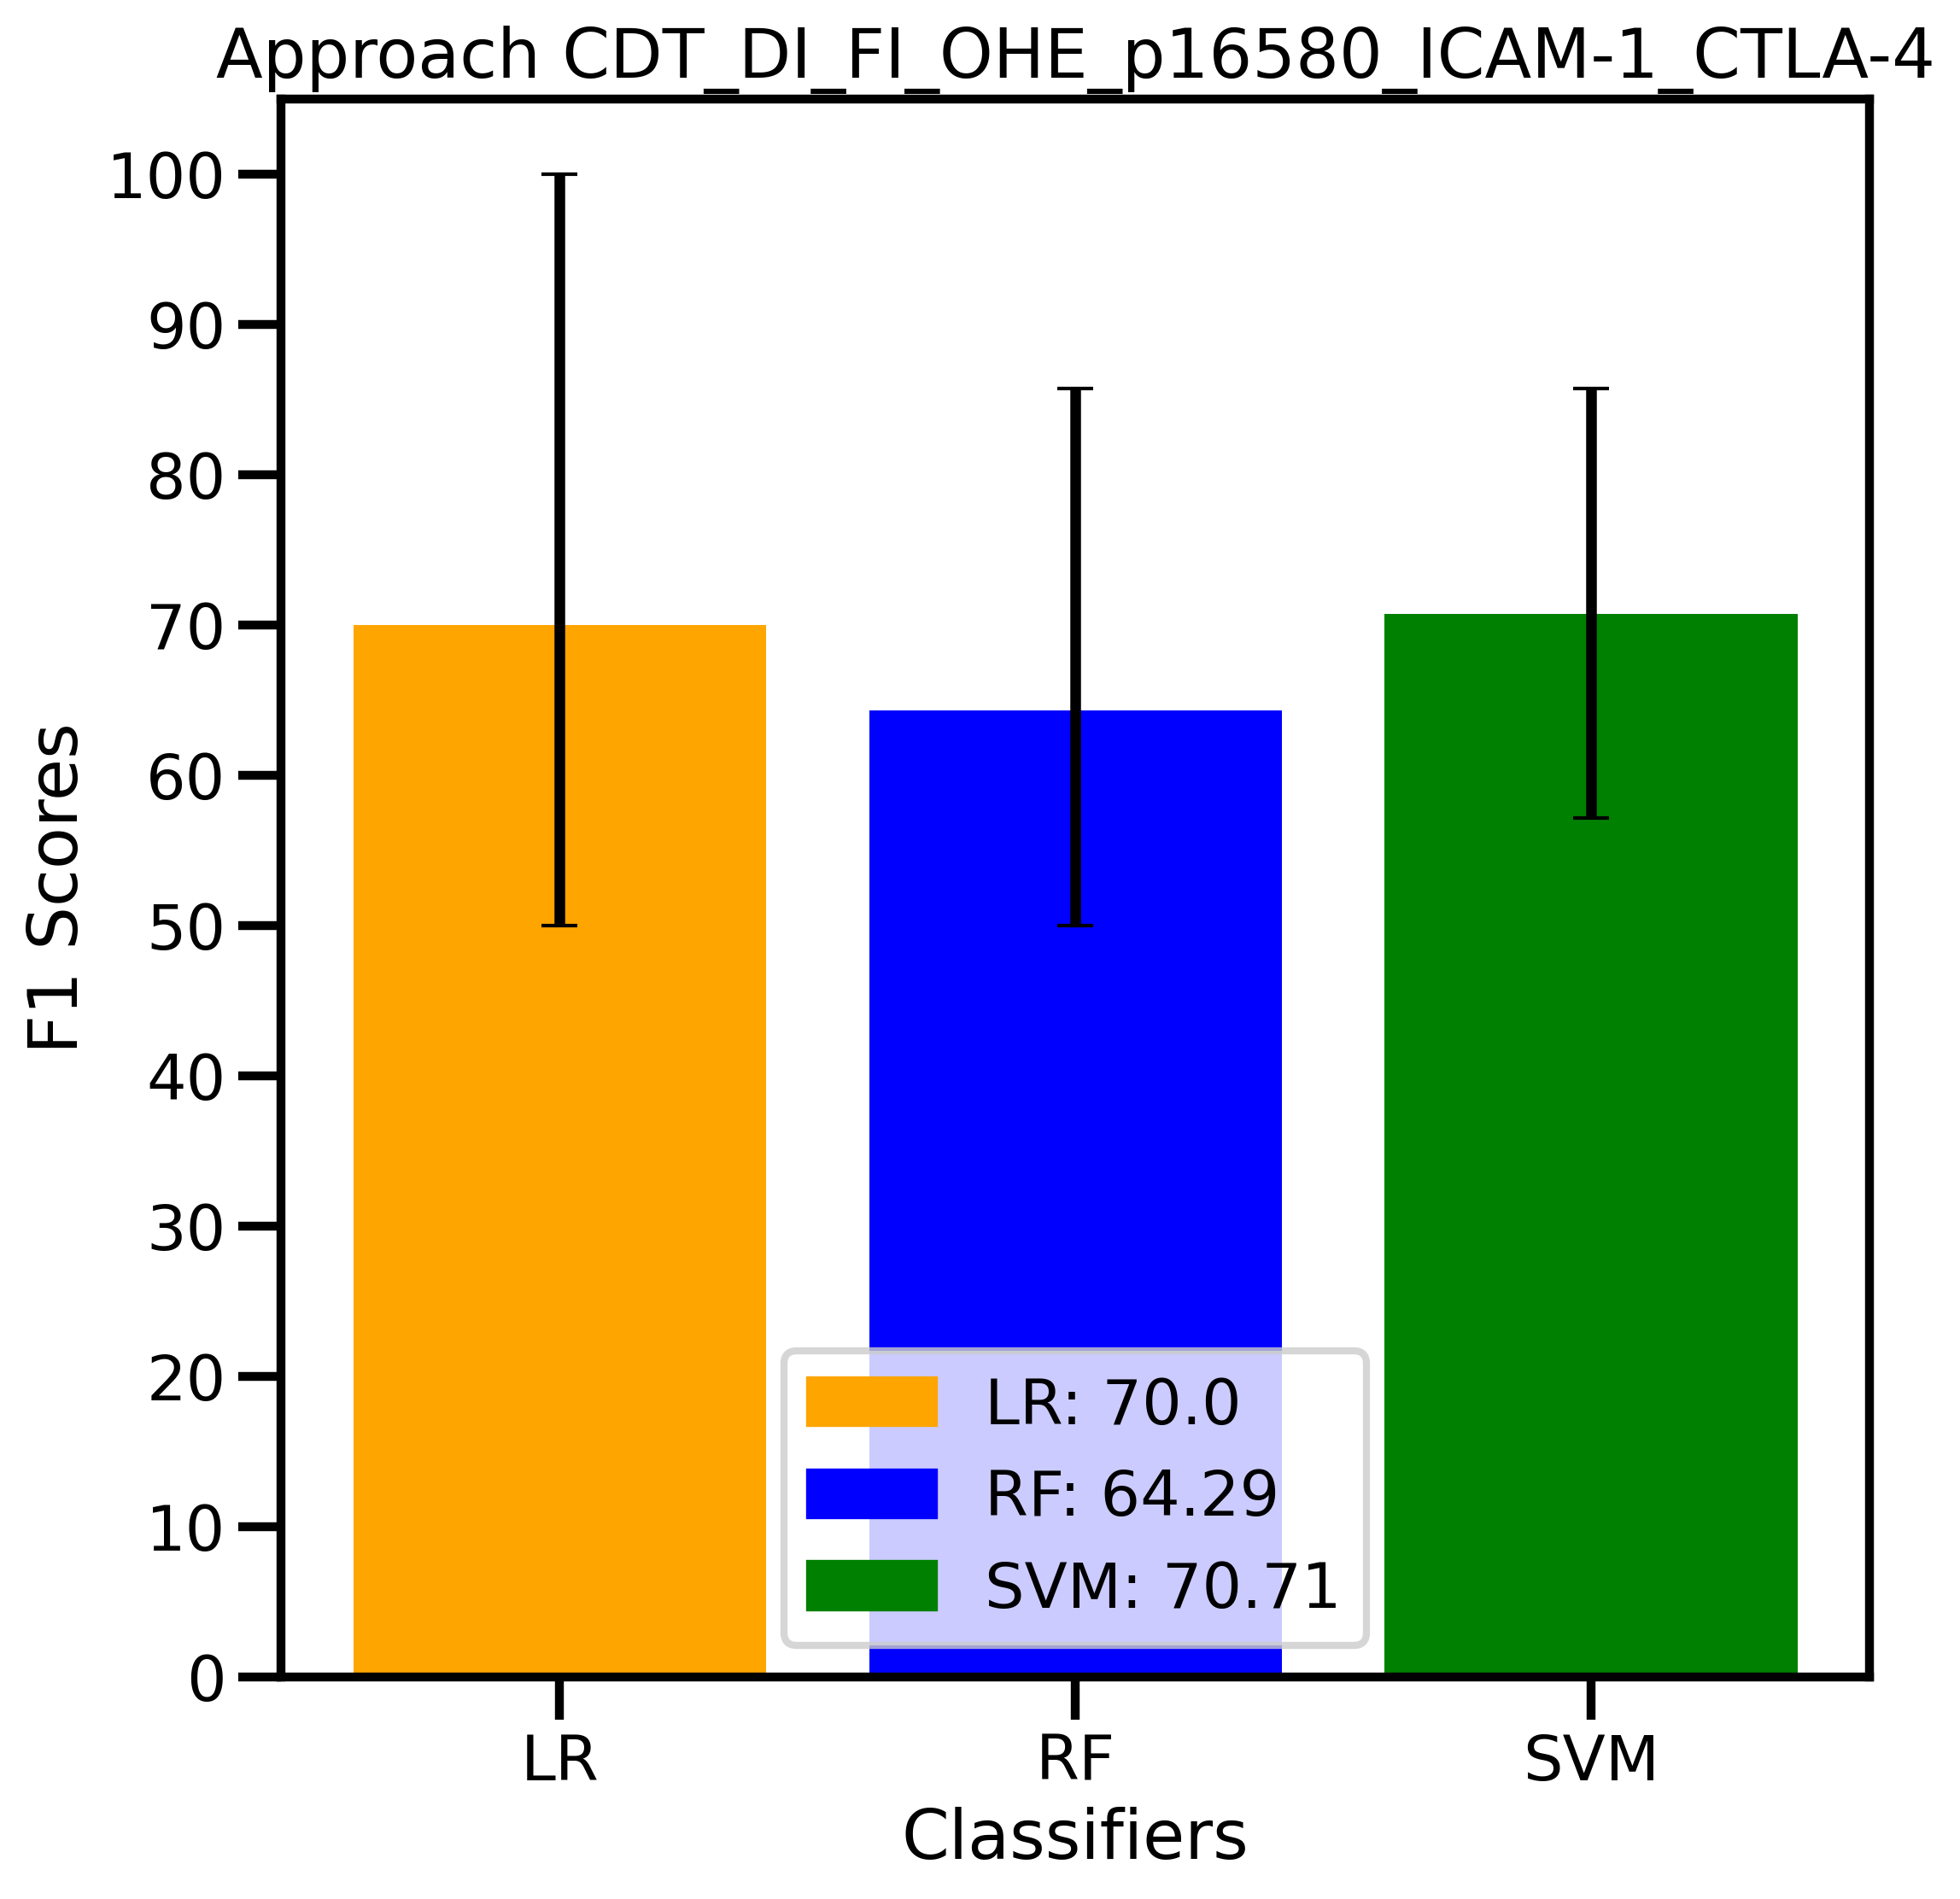 Approach CDT_DI_FI_OHE_p16580_ICAM-1_CTLA-4
100
90
80
70
60
50
40
30
20
10
0
F1 Scores
LR: 70.0
RF: 64.29
SVM: 70.71
LR
RF
SVM
Classifiers